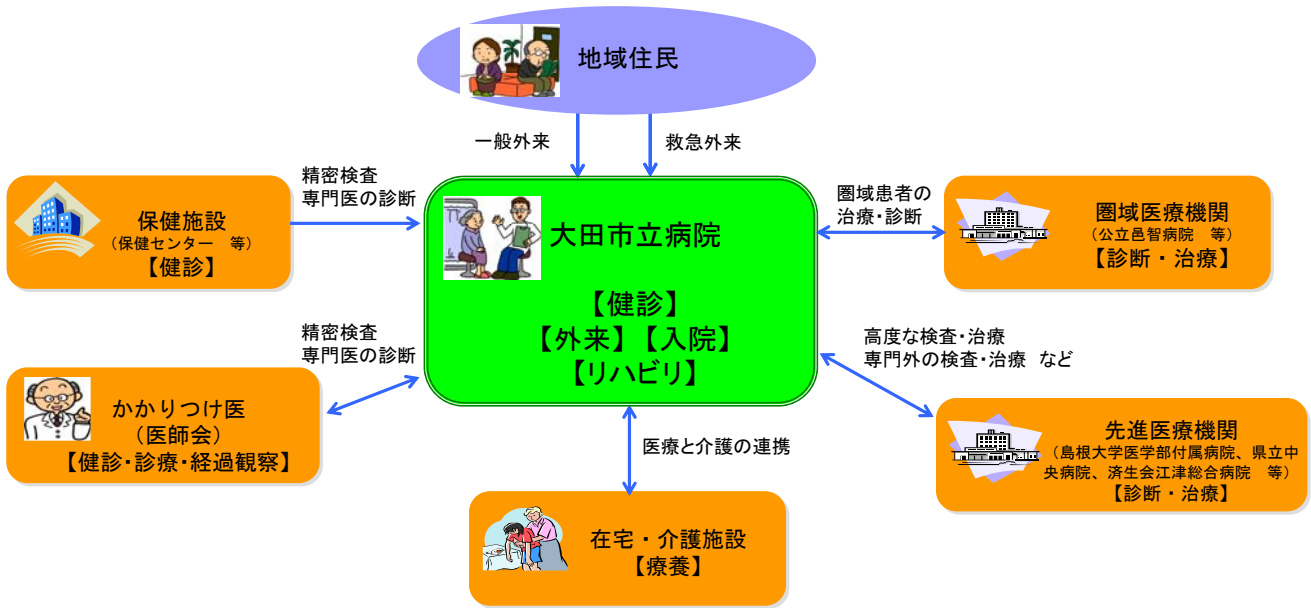 地域住民
一般外来
救急外来
精密検査
専門医の診断
保健施設
（保健センター　等）
【健診】
大田市立病院
【健診】
【外来】【入院】
【リハビリ】
圏域患者の
治療・診断
圏域医療機関
（公立邑智病院　等）
【診断・治療】
精密検査
専門医の診断
かかりつけ医
（医師会）
【健診・診療・経過観察】
高度な検査・治療
専門外の検査・治療　など
先進医療機関
（島根大学医学部付属病院、県立中
央病院、済生会江津総合病院　等）
【診断・治療】
医療と介護の連携
在宅・介護施設
【療養】